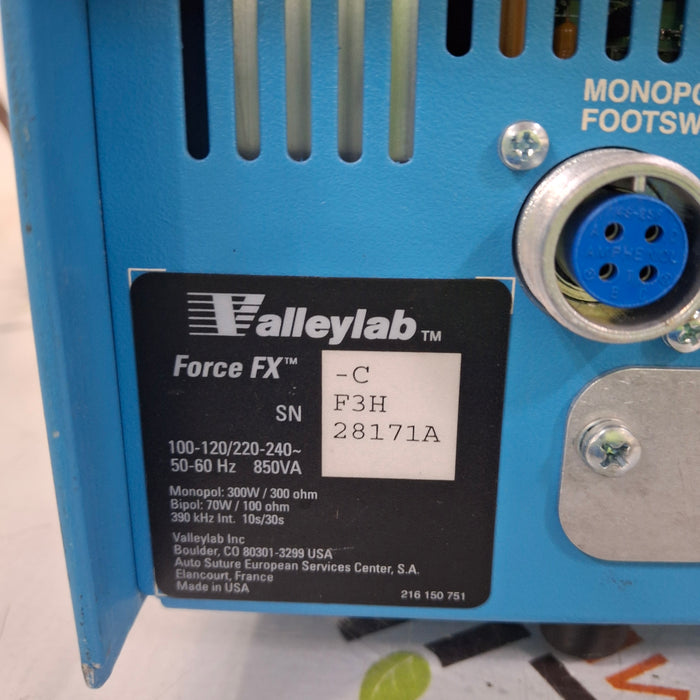 MONOPO
FOOTSW
AMPHENOL
Valleylab™
Force FX™
-C
SN
F3H
28171A
100-120/220-240~
50-60 Hz 850VA
Monopol: 300W / 300 ohm
Bipol: 70W / 100 ohm
390 kHz Int. 10s/30s
Valleylab Inc
Boulder, CO 80301-3299 USA
Auto Suture European Services Center, S.A.
Elancourt, France
Made in USA
216 150 751